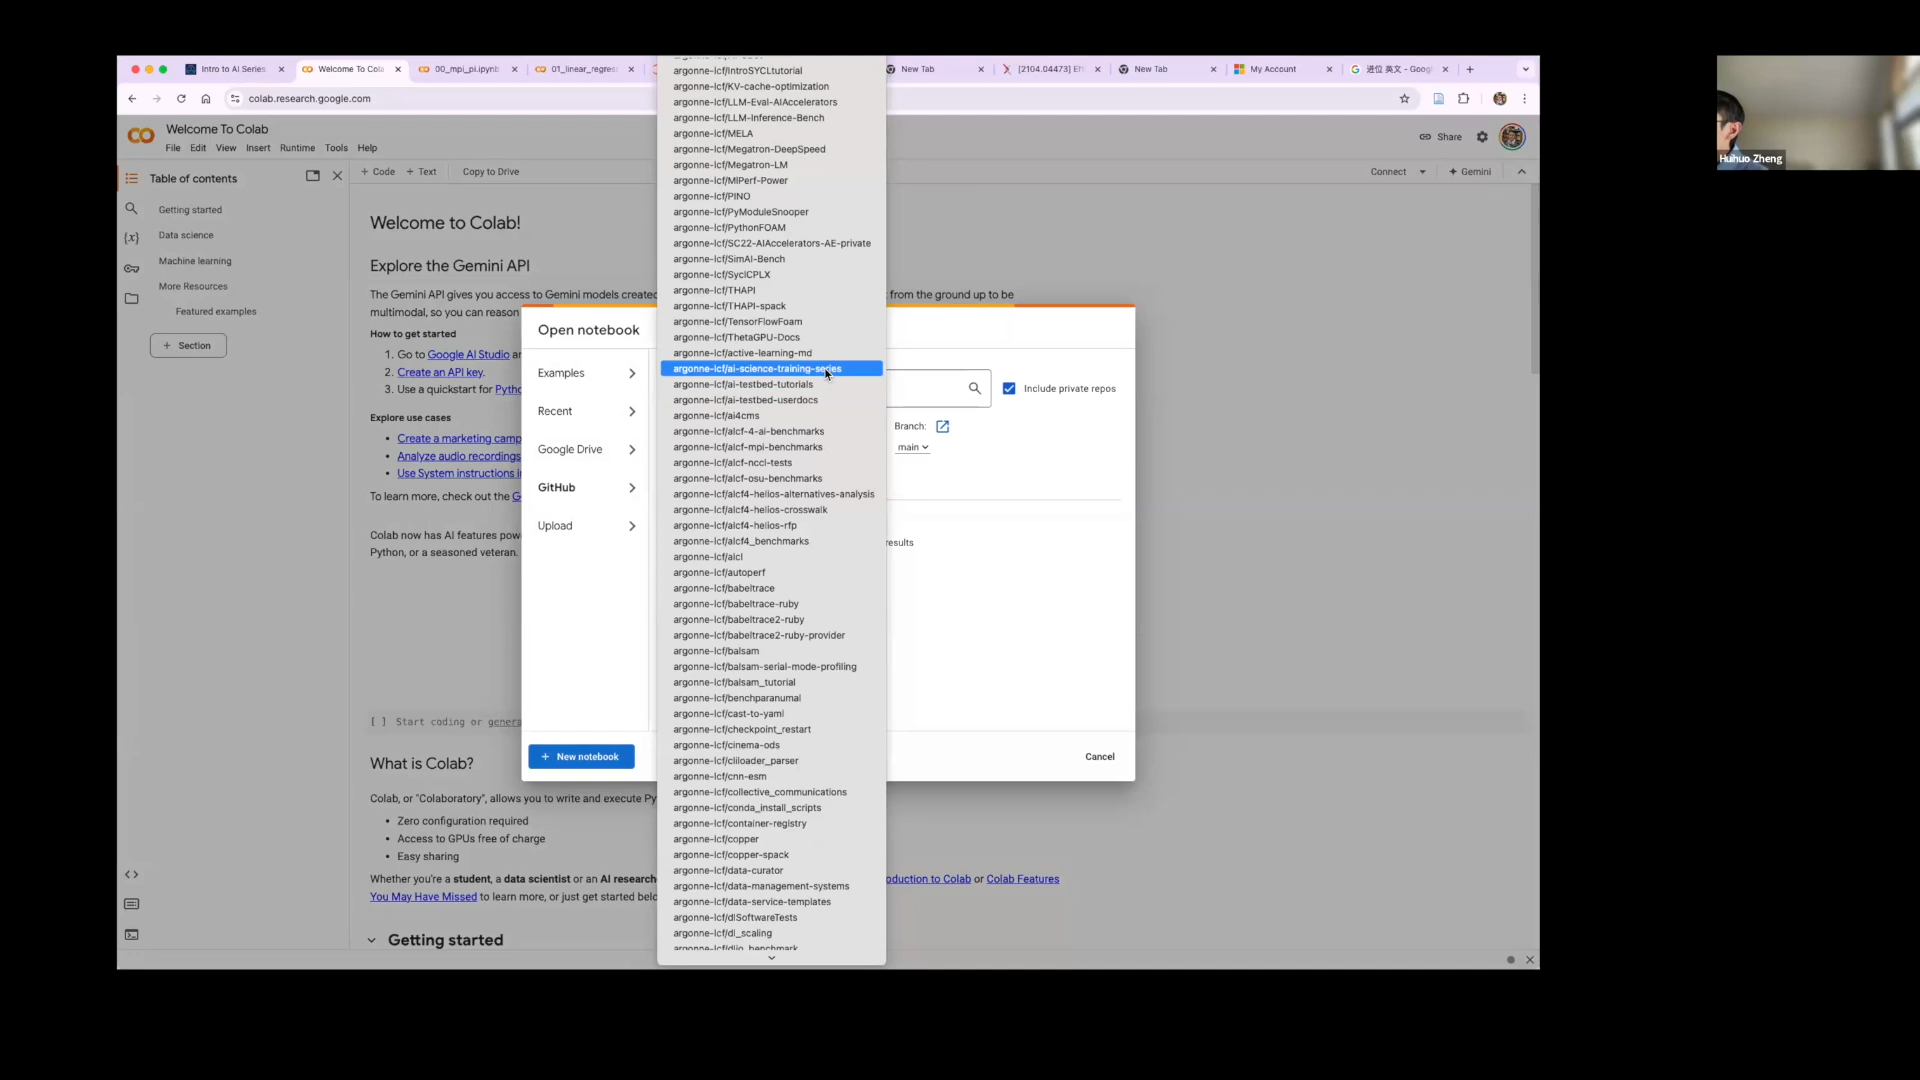 Intro to AI Series
Welcome To Cola
00_mpi_pi.ipynb
01_linear_regres
New Tab
[2104.04473] Eff
New Tab
My Account
进位 英文 - Goog
colab.research.google.com
Welcome To Colab
File Edit View Insert Runtime Tools Help
Share
Table of contents
+ Code + Text Copy to Drive
Connect
Gemini
Getting started
Data science
Machine learning
More Resources
Featured examples
+ Section
Welcome to Colab!
Explore the Gemini API
The Gemini API gives you access to Gemini models create
from the ground up to be
multimodal, so you can reason
How to get started
1. Go to Google AI Studio
2. Create an API key.
3. Use a quickstart for
Explore use cases
Create a marketing camp
Analyze audio recordings
Use System instructions
To learn more, check out the
Colab now has AI features
Python, or a seasoned veteran.
[ ] Start coding or
What is Colab?
Colab, or "Colaboratory", allows you to write and execute Py
Zero configuration required
Access to GPUs free of charge
Easy sharing
Whether you're a student, a data scientist or an AI research
duction to Colab or Colab Features
You May Have Missed to learn more, or just get started
Getting started
Open notebook
Examples
Recent
Google Drive
GitHub
Upload
Include private repos
Branch:
main
results
+ New notebook
Cancel
argonne-lcf/IntroSYCLtutorial
argonne-lcf/KV-cache-optimization
argonne-lcf/LLM-Eval-AIAccelerators
argonne-lcf/LLM-Inference-Bench
argonne-lcf/MELA
argonne-lcf/Megatron-DeepSpeed
argonne-lcf/Megatron-LM
argonne-lcf/MlPerf-Power
argonne-lcf/PINO
argonne-lcf/PyModuleSnooper
argonne-lcf/PythonFOAM
argonne-lcf/SC22-AIAccelerators-AE-private
argonne-lcf/SimAI-Bench
argonne-lcf/SyclCPLX
argonne-lcf/THAPI
argonne-lcf/THAPI-spack
argonne-lcf/TensorFlowFoam
argonne-lcf/ThetaGPU-Docs
argonne-lcf/active-learning-md
argonne-lcf/ai-science-training-series
argonne-lcf/ai-testbed-tutorials
argonne-lcf/ai-testbed-userdocs
argonne-lcf/ai4cms
argonne-lcf/alcf-4-ai-benchmarks
argonne-lcf/alcf-mpi-benchmarks
argonne-lcf/alcf-nccl-tests
argonne-lcf/alcf-osu-benchmarks
argonne-lcf/alcf4-helios-alternatives-analysis
argonne-lcf/alcf4-helios-crosswalk
argonne-lcf/alcf4-helios-rfp
argonne-lcf/alcf4_benchmarks
argonne-lcf/alcl
argonne-lcf/autoperf
argonne-lcf/babeltrace
argonne-lcf/babeltrace-ruby
argonne-lcf/babeltrace2-ruby
argonne-lcf/babeltrace2-ruby-provider
argonne-lcf/balsam
argonne-lcf/balsam-serial-mode-profiling
argonne-lcf/balsam_tutorial
argonne-lcf/benchparanumal
argonne-lcf/cast-to-yaml
argonne-lcf/checkpoint_restart
argonne-lcf/cinema-ods
argonne-lcf/cliloader_parser
argonne-lcf/cnn-esm
argonne-lcf/collective_communications
argonne-lcf/conda_install_scripts
argonne-lcf/container-registry
argonne-lcf/copper
argonne-lcf/copper-spack
argonne-lcf/data-curator
argonne-lcf/data-management-systems
argonne-lcf/data-service-templates
argonne-lcf/dlSoftwareTests
argonne-lcf/dl_scaling
argonne-lcf/dlio_benchmark
Huihuo Zheng